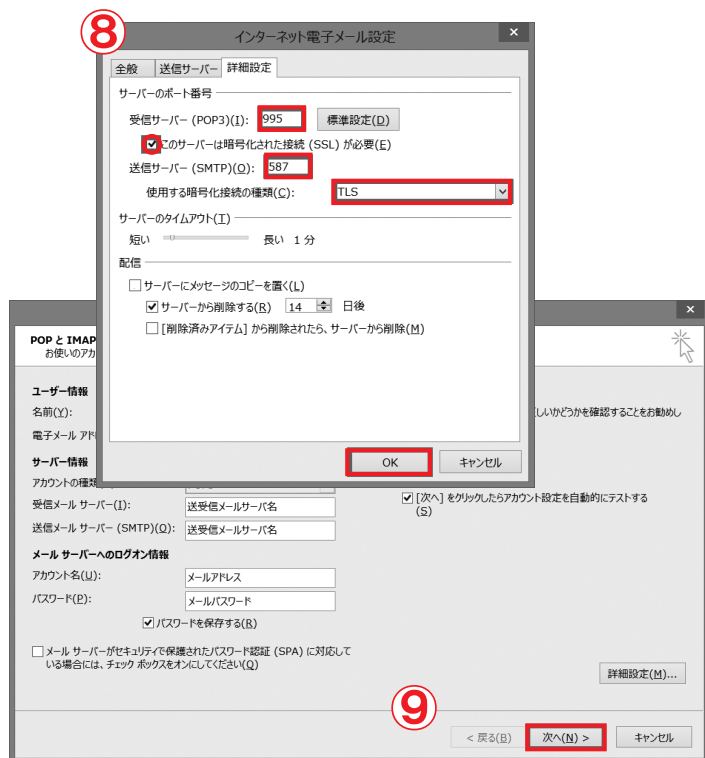 ⑧
インターネット電子メール設定
全般 送信サーバー 詳細設定
サーバーのポート番号
受信サーバー (POP3)(I): 995 標準設定(D)
このサーバーは暗号化された接続 (SSL) が必要(E)
送信サーバー (SMTP)(O): 587
使用する暗号化接続の種類(C): TLS
サーバーのタイムアウト(T)
短い 長い 1 分
配信
サーバーにメッセージのコピーを置く(L)
サーバーから削除する(R) 14 日後
[削除済みアイテム] から削除されたら、サーバーから削除(M)
OK キャンセル
POP と IMAP
お使いのアカ
ユーザー情報
名前(Y):
しいかどうかを確認することをお勧めし
電子メール アド
サーバー情報
アカウントの種類
受信メール サーバー(I): 送受信メールサーバ名
[次へ] をクリックしたらアカウント設定を自動的にテストする
(S)
送信メール サーバー (SMTP)(O): 送受信メールサーバ名
メール サーバーへのログオン情報
アカウント名(U): メールアドレス
パスワード(P): メールパスワード
パスワードを保存する(R)
メール サーバーがセキュリティで保護されたパスワード認証 (SPA) に対応して
いる場合には、チェック ボックスをオンにしてください(Q)
詳細設定(M)...
⑨
< 戻る(B) 次へ(N) > キャンセル